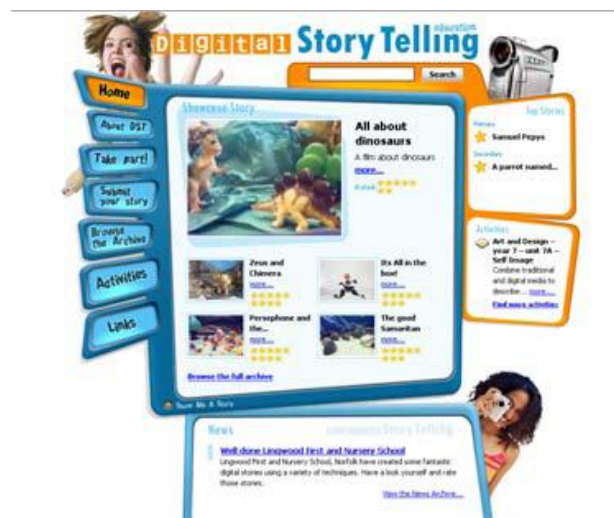 Digital Story Telling
education
Search
Home
About DST
Take part!
Submit
your story
Browse
the Archive
Activities
Links
Showcase Story
All about
dinosaurs
A film about dinosaurs
more...
Rated:
Zeus and
Chimera
more...
Its All in the
box!
more...
Persephone and
the...
more...
The good
Samaritan
more...
Browse the full archive
Show Me A Story
Top Stories
Primary
Samuel Pepys
Secondary
A parrot named...
Activities
Art and Design –
year 7 – unit 7A –
Self Image
Combine traditional
and digital media to
describe ... more...
Find more activities
News
Story Telling
Well done Lingwood First and Nursery School
Lingwood First and Nursery School, Norfolk have created some fantastic
digital stories using a variety of techniques. Have a look yourself and rate
those stories.
View the News Archive...